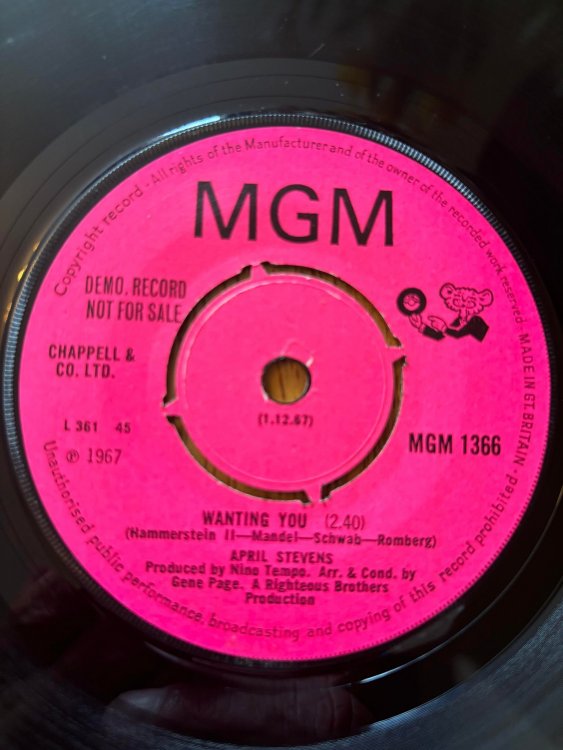 Copyright record - All rights of the Manufacturer and of the owner of the recorded work reserved - MADE IN GT. BRITAIN
MGM
DEMO. RECORD
NOT FOR SALE
CHAPPELL &
CO. LTD.
L 361 45
℗ 1967
(1.12.67)
MGM 1366
WANTING YOU (2.40)
(Hammerstein II—Mandel—Schwab—Romberg)
APRIL STEVENS
Produced by Nino Tempo. Arr. & Cond. by
Gene Page. A Righteous Brothers
Production
Unauthorised public performance, broadcasting and copying of this record prohibited -